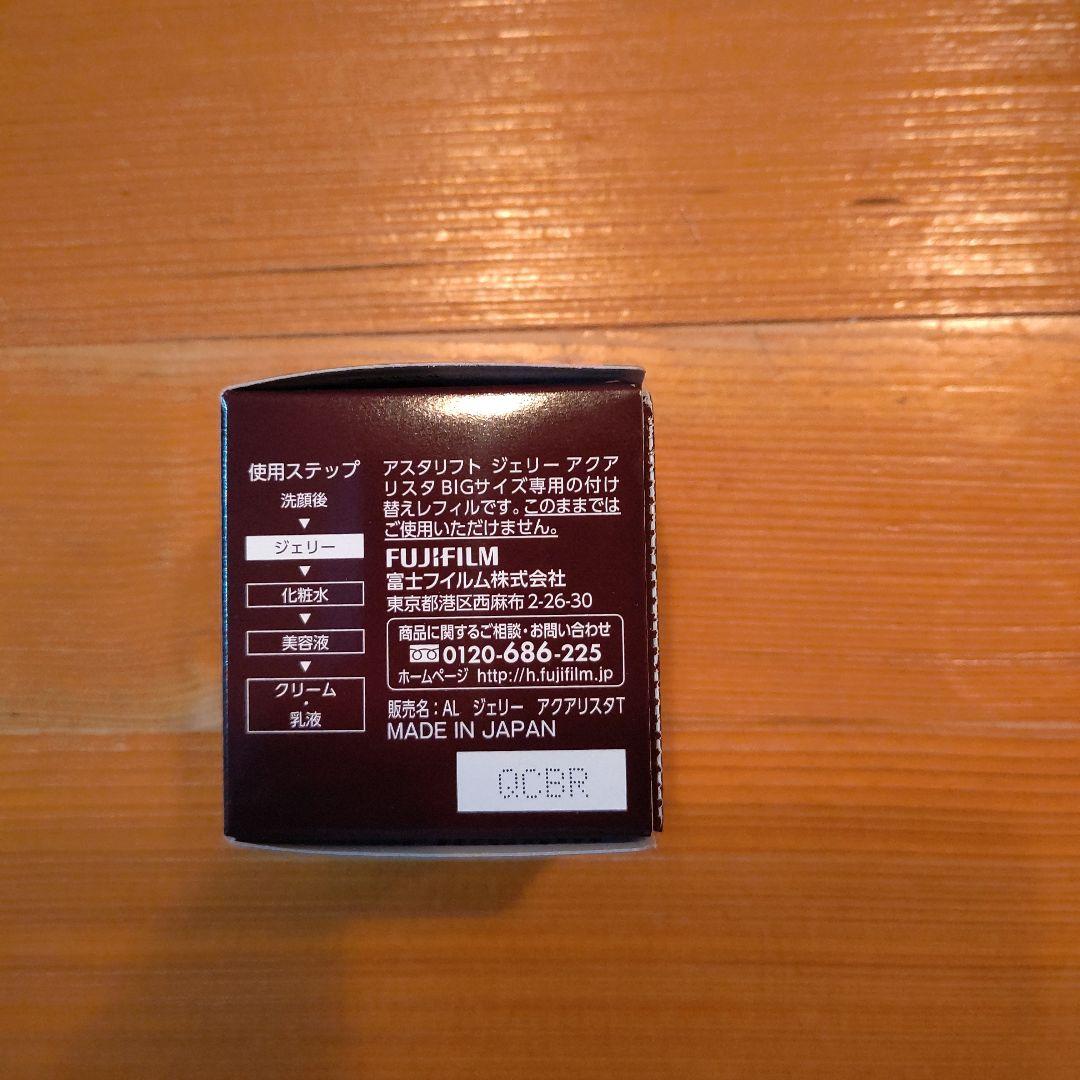 使用ステップ
洗顔後
▼
ジェリー
▼
化粧水
▼
美容液
▼
クリーム
・
乳液
アスタリフト ジェリー アクア
リスタ BIGサイズ専用の付け
替えレフィルです。このままでは
ご使用いただけません。
FUJIFILM
富士フイルム株式会社
東京都港区西麻布2-26-30
商品に関するご相談・お問い合わせ
0120-686-225
ホームページ http://h.fujifilm.jp
販売名：AL ジェリー アクアリスタT
MADE IN JAPAN
QCBR